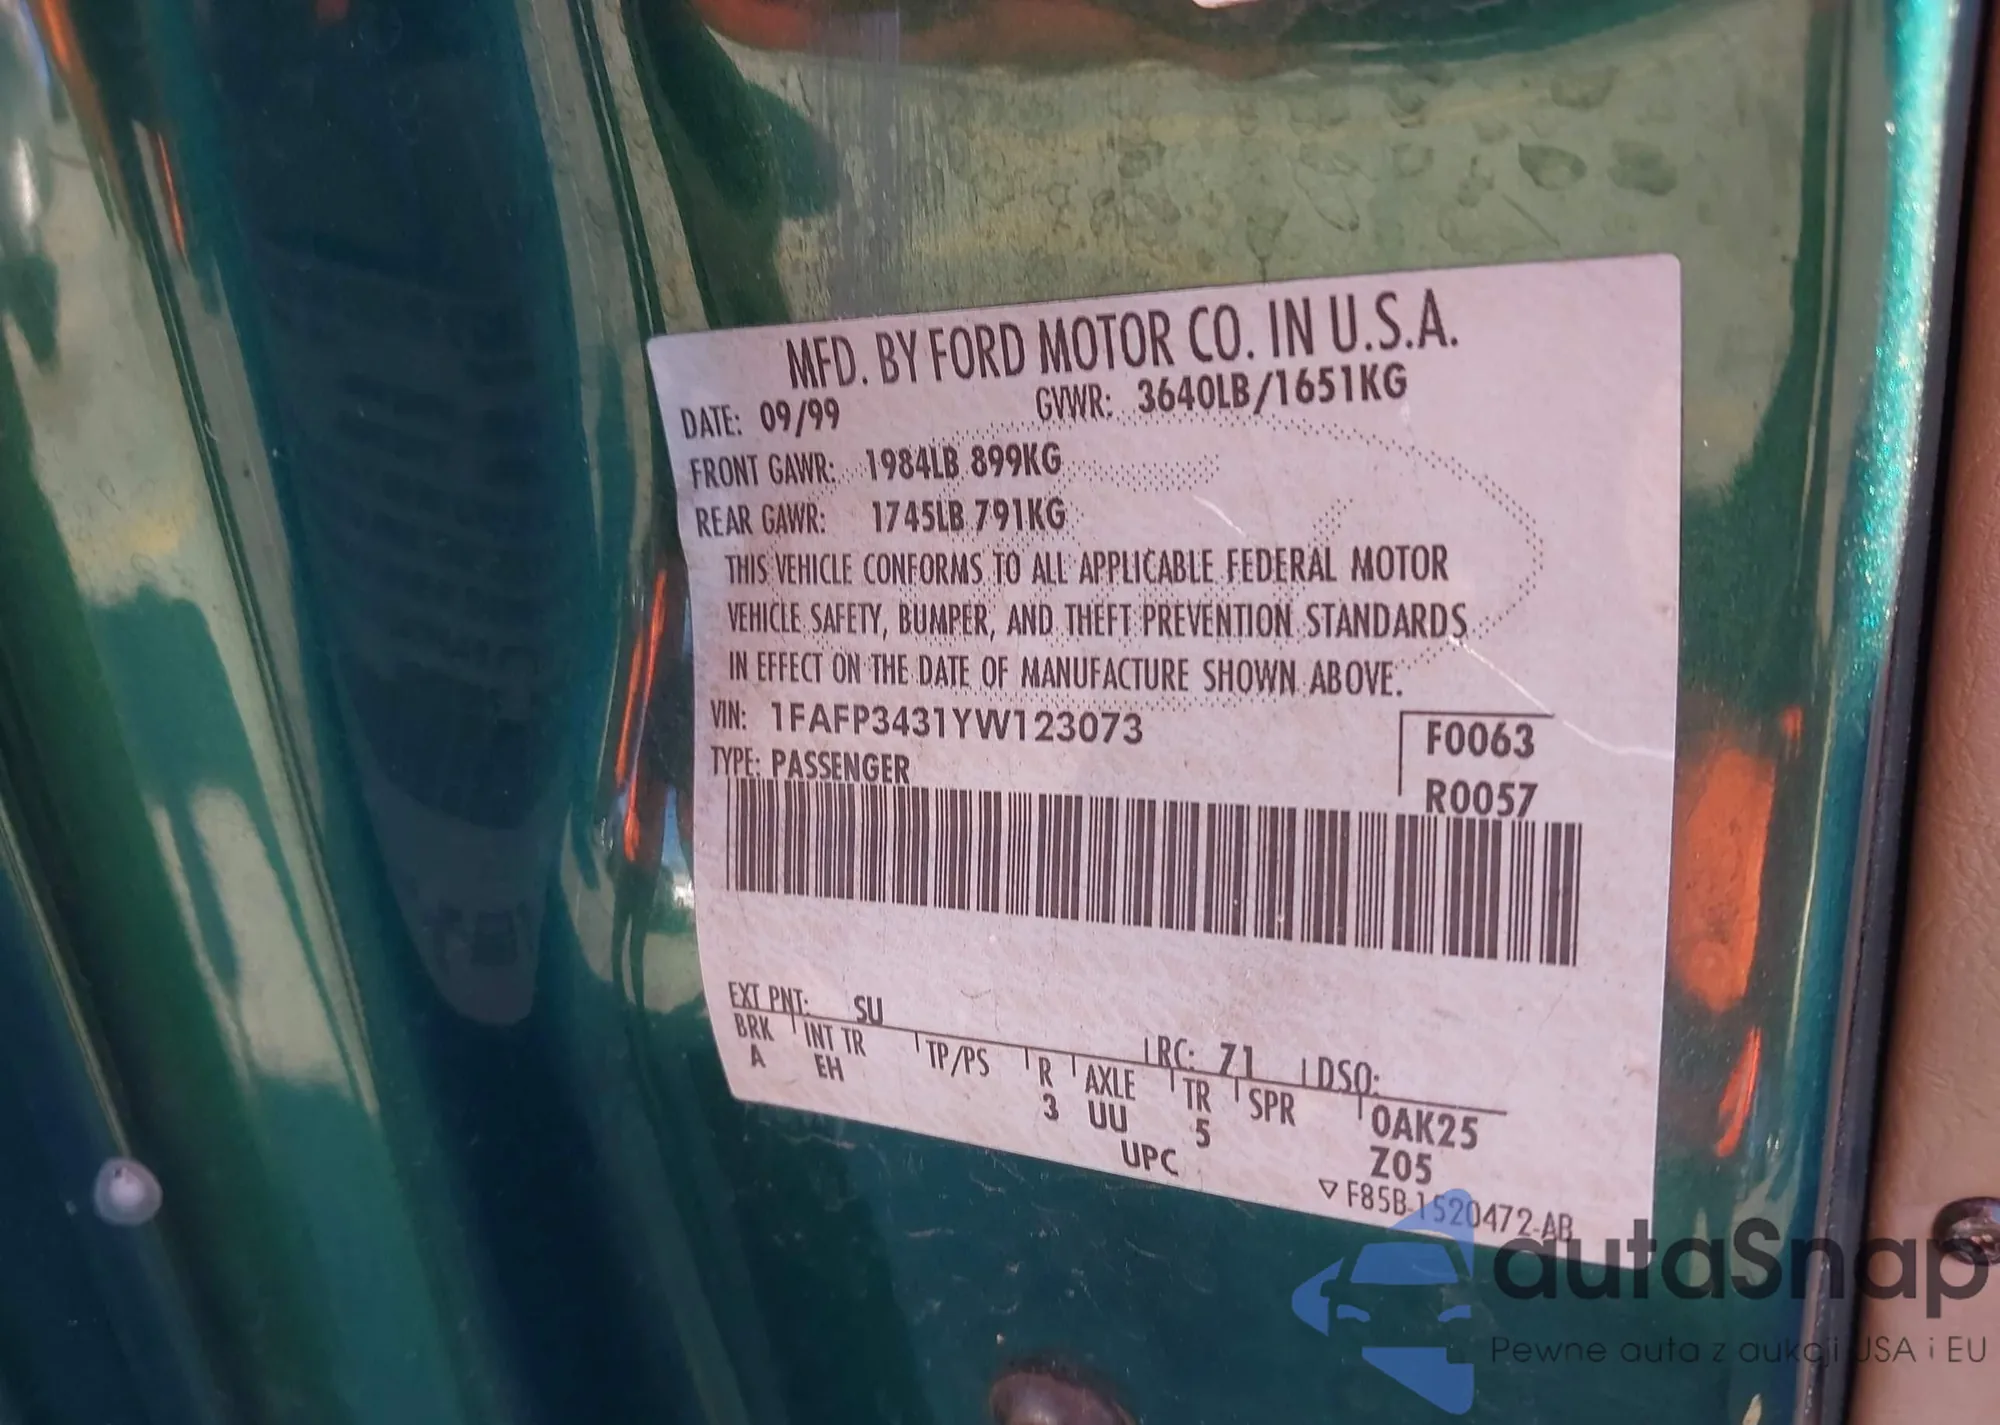 MFD. BY FORD MOTOR CO. IN U.S.A.
DATE: 09/99 GVWR: 3640LB/1651KG
FRONT GAWR: 1984LB 899KG
REAR GAWR: 1745LB 791KG
THIS VEHICLE CONFORMS TO ALL APPLICABLE FEDERAL MOTOR
VEHICLE SAFETY, BUMPER, AND THEFT PREVENTION STANDARDS
IN EFFECT ON THE DATE OF MANUFACTURE SHOWN ABOVE.
VIN: 1FAFP3431YW123073 F0063
TYPE: PASSENGER R0057
EXT PNT: SU RC: 71 DSO:
BRK INT TR TP/PS R AXLE TR SPR 0AK25
A EH 3 UU 5 Z05
UPC
▽ F85B-1520472-AB
autaSnap
Pewne auta z aukcji USA i EU